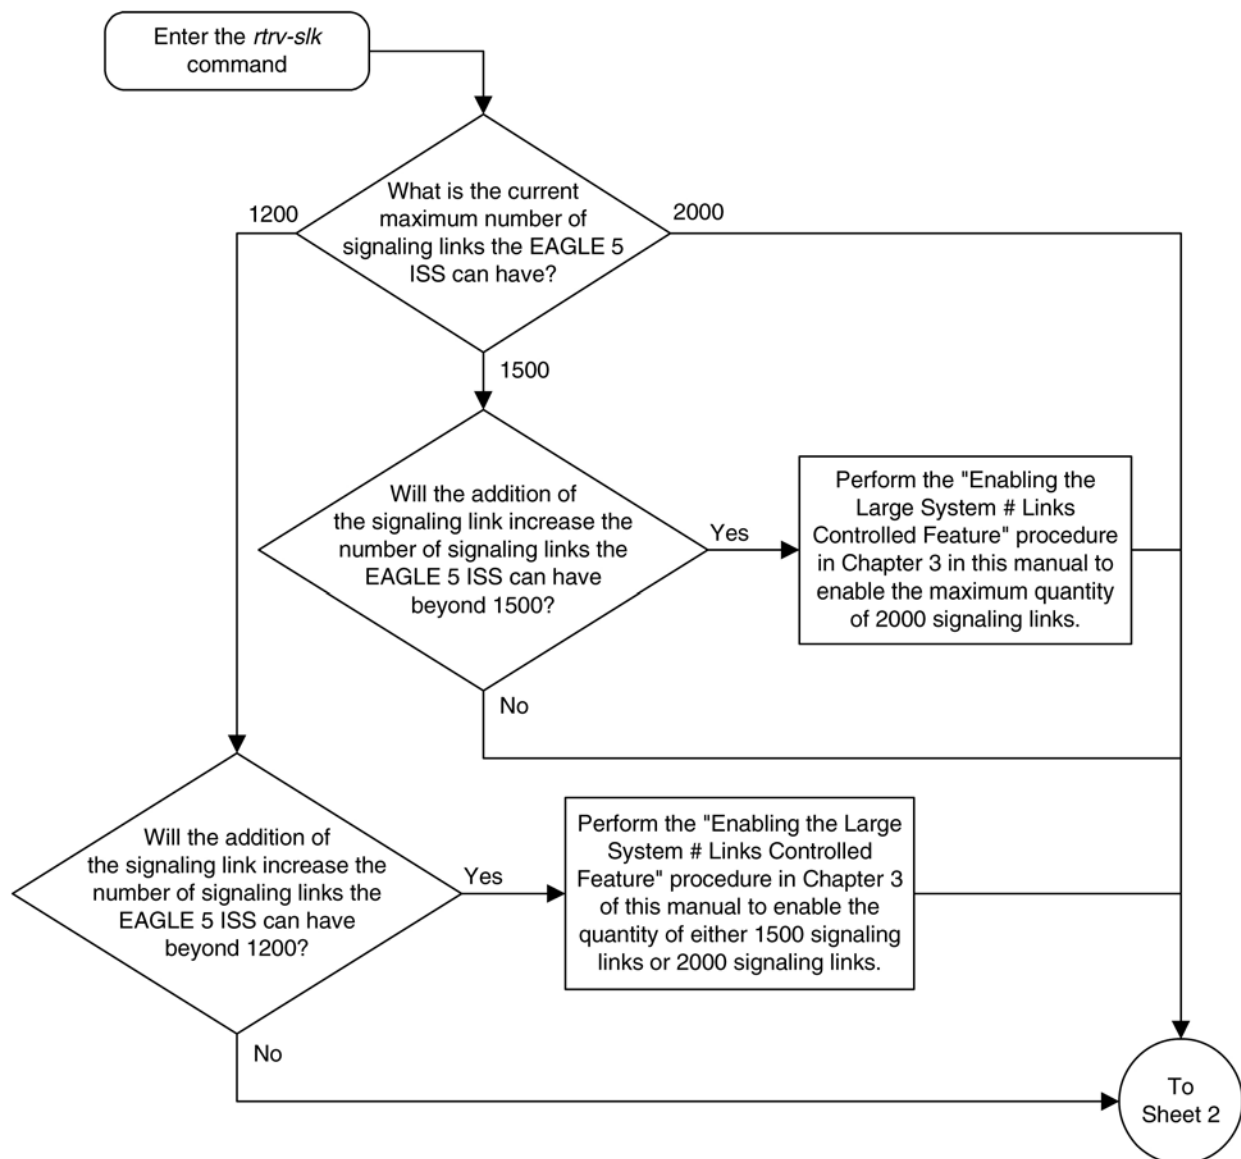 Enter the rtrv-slk
command
What is the current
maximum number of
signaling links the EAGLE 5
ISS can have?
1200
2000
1500
Will the addition of
the signaling link increase the
number of signaling links the
EAGLE 5 ISS can have
beyond 1500?
Yes
Perform the "Enabling the
Large System # Links
Controlled Feature" procedure
in Chapter 3 in this manual to
enable the maximum quantity
of 2000 signaling links.
No
Will the addition of
the signaling link increase the
number of signaling links the
EAGLE 5 ISS can have
beyond 1200?
Yes
Perform the "Enabling the Large
System # Links Controlled
Feature" procedure in Chapter 3
of this manual to enable the
quantity of either 1500 signaling
links or 2000 signaling links.
No
To
Sheet 2